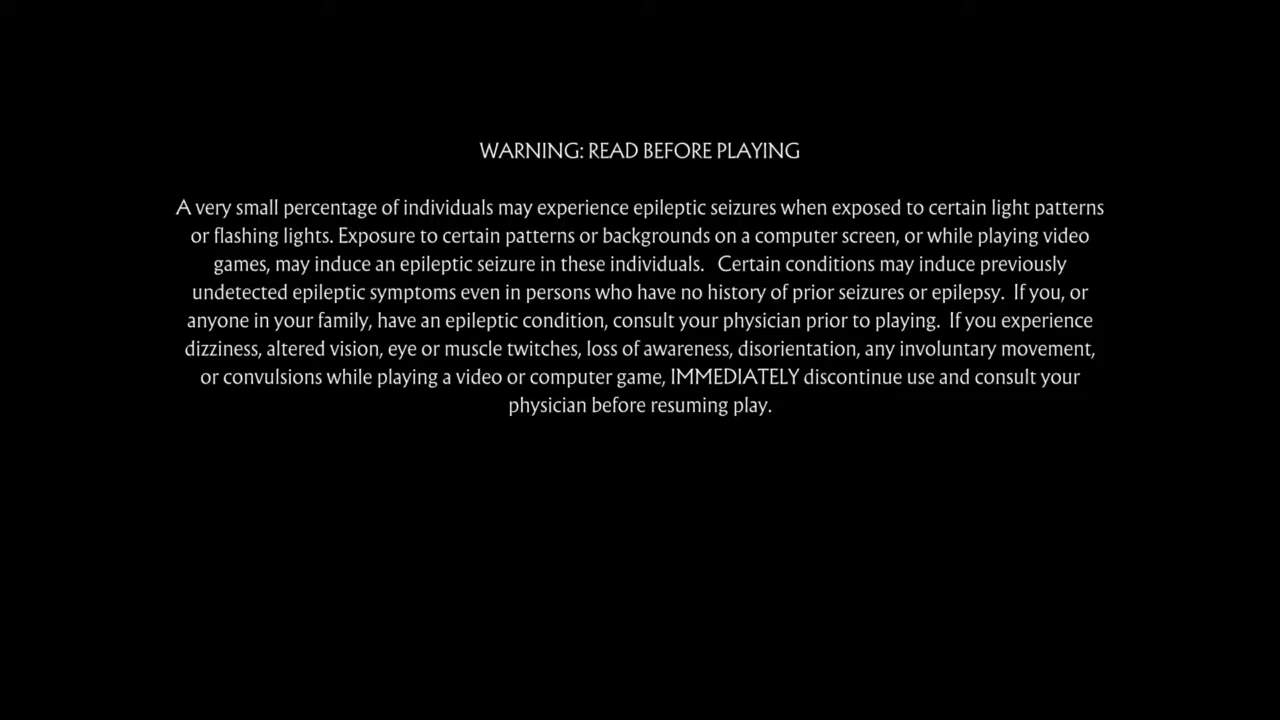 WARNING: READ BEFORE PLAYING
A very small percentage of individuals may experience epileptic seizures when exposed to certain light patterns
or flashing lights. Exposure to certain patterns or backgrounds on a computer screen, or while playing video
games, may induce an epileptic seizure in these individuals.   Certain conditions may induce previously
undetected epileptic symptoms even in persons who have no history of prior seizures or epilepsy.  If you, or
anyone in your family, have an epileptic condition, consult your physician prior to playing.  If you experience
dizziness, altered vision, eye or muscle twitches, loss of awareness, disorientation, any involuntary movement,
or convulsions while playing a video or computer game, IMMEDIATELY discontinue use and consult your
physician before resuming play.